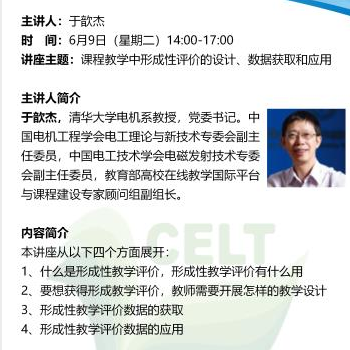 主讲人：于歆杰
时　间：6月9日（星期二）14:00-17:00
讲座主题：课程教学中形成性评价的设计、数据获取和应用
主讲人简介
于歆杰，清华大学电机系教授，党委书记。中
国电机工程学会电工理论与新技术专委会副主
任委员，中国电工技术学会电磁发射技术专委
会副主任委员，教育部高校在线教学国际平台
与课程建设专家顾问组副组长。
内容简介
本讲座从以下四个方面展开：
1、什么是形成性教学评价，形成性教学评价有什么用
2、要想获得形成教学评价，教师需要开展怎样的教学设计
3、形成性教学评价数据的获取
4、形成性教学评价数据的应用
CELT